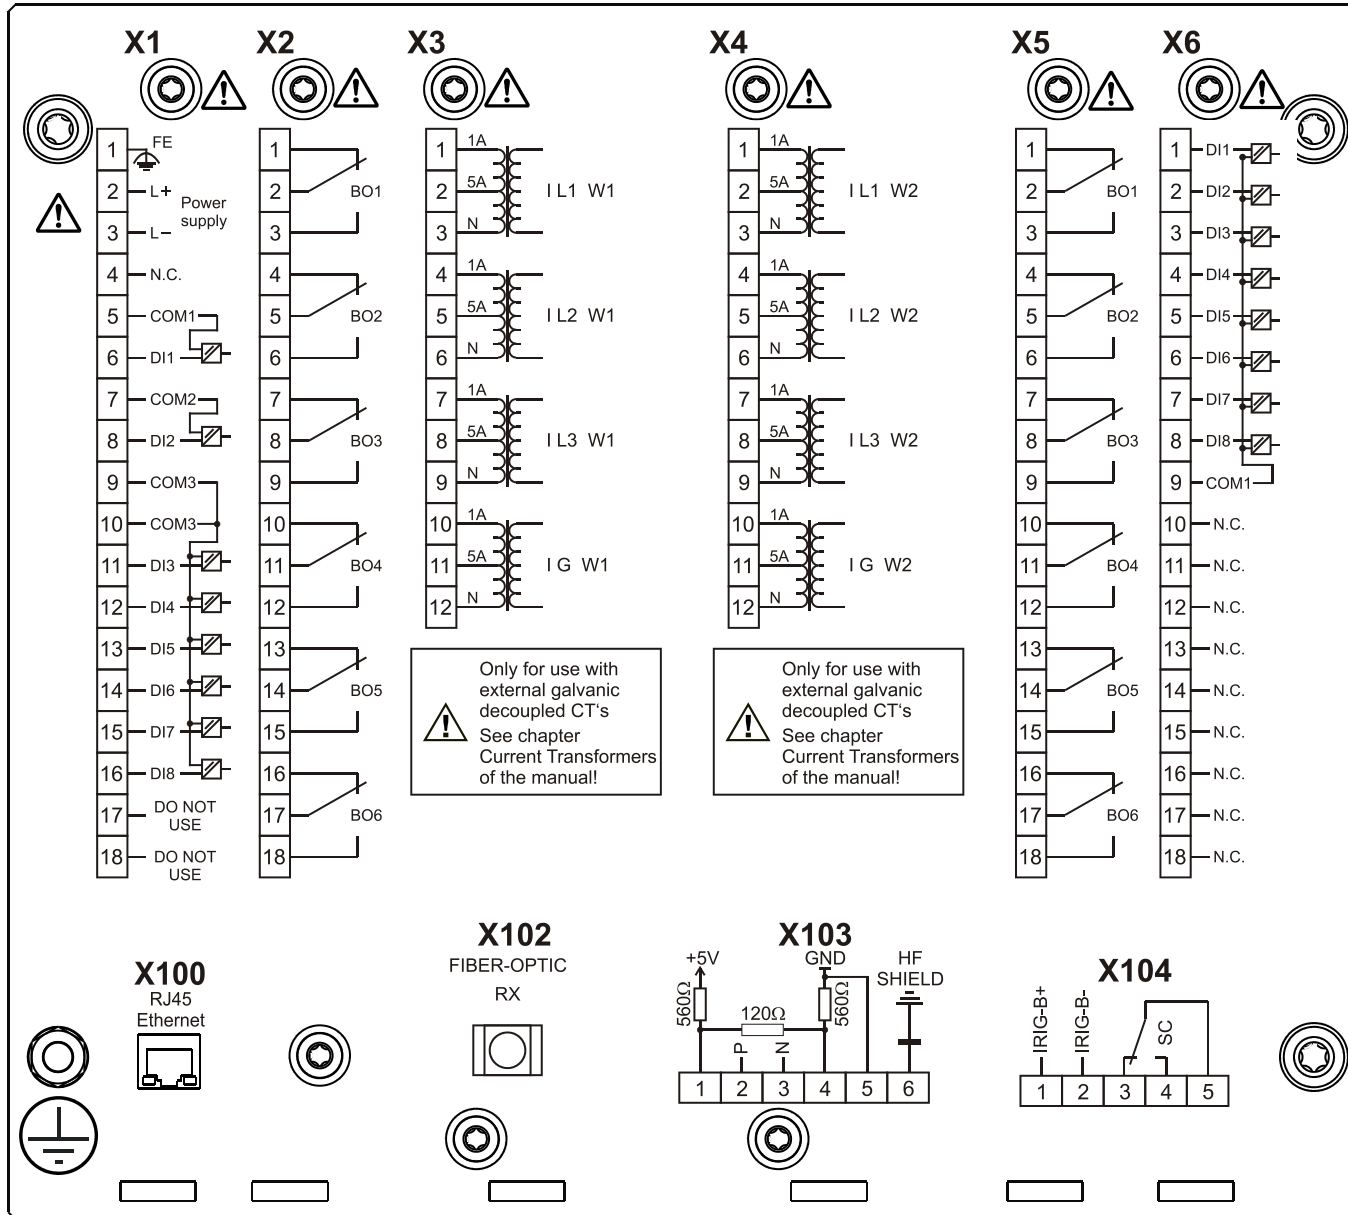 X1 X2 X3 X4 X5 X6
1 FE
2 L+
3 L–
Power
supply
4 N.C.
5 COM1
6 DI1
7 COM2
8 DI2
9 COM3
10 COM3
11 DI3
12 DI4
13 DI5
14 DI6
15 DI7
16 DI8
17 DO NOT
USE
18 DO NOT
USE
1
2 BO1
3
4
5 BO2
6
7
8 BO3
9
10
11 BO4
12
13
14 BO5
15
16
17 BO6
18
1 1A
2 5A I L1 W1
3 N
4 1A
5 5A I L2 W1
6 N
7 1A
8 5A I L3 W1
9 N
10 1A
11 5A I G W1
12 N
Only for use with
external galvanic
decoupled CT‘s
See chapter
Current Transformers
of the manual!
1 1A
2 5A I L1 W2
3 N
4 1A
5 5A I L2 W2
6 N
7 1A
8 5A I L3 W2
9 N
10 1A
11 5A I G W2
12 N
Only for use with
external galvanic
decoupled CT‘s
See chapter
Current Transformers
of the manual!
1
2 BO1
3
4
5 BO2
6
7
8 BO3
9
10
11 BO4
12
13
14 BO5
15
16
17 BO6
18
1 DI1
2 DI2
3 DI3
4 DI4
5 DI5
6 DI6
7 DI7
8 DI8
9 COM1
10 N.C.
11 N.C.
12 N.C.
13 N.C.
14 N.C.
15 N.C.
16 N.C.
17 N.C.
18 N.C.
X100
RJ45
Ethernet
X102
FIBER-OPTIC
RX
X103
+5V GND HF
SHIELD
560Ω 120Ω 560Ω
P N
1 2 3 4 5 6
X104
IRIG-B+ IRIG-B- SC
1 2 3 4 5